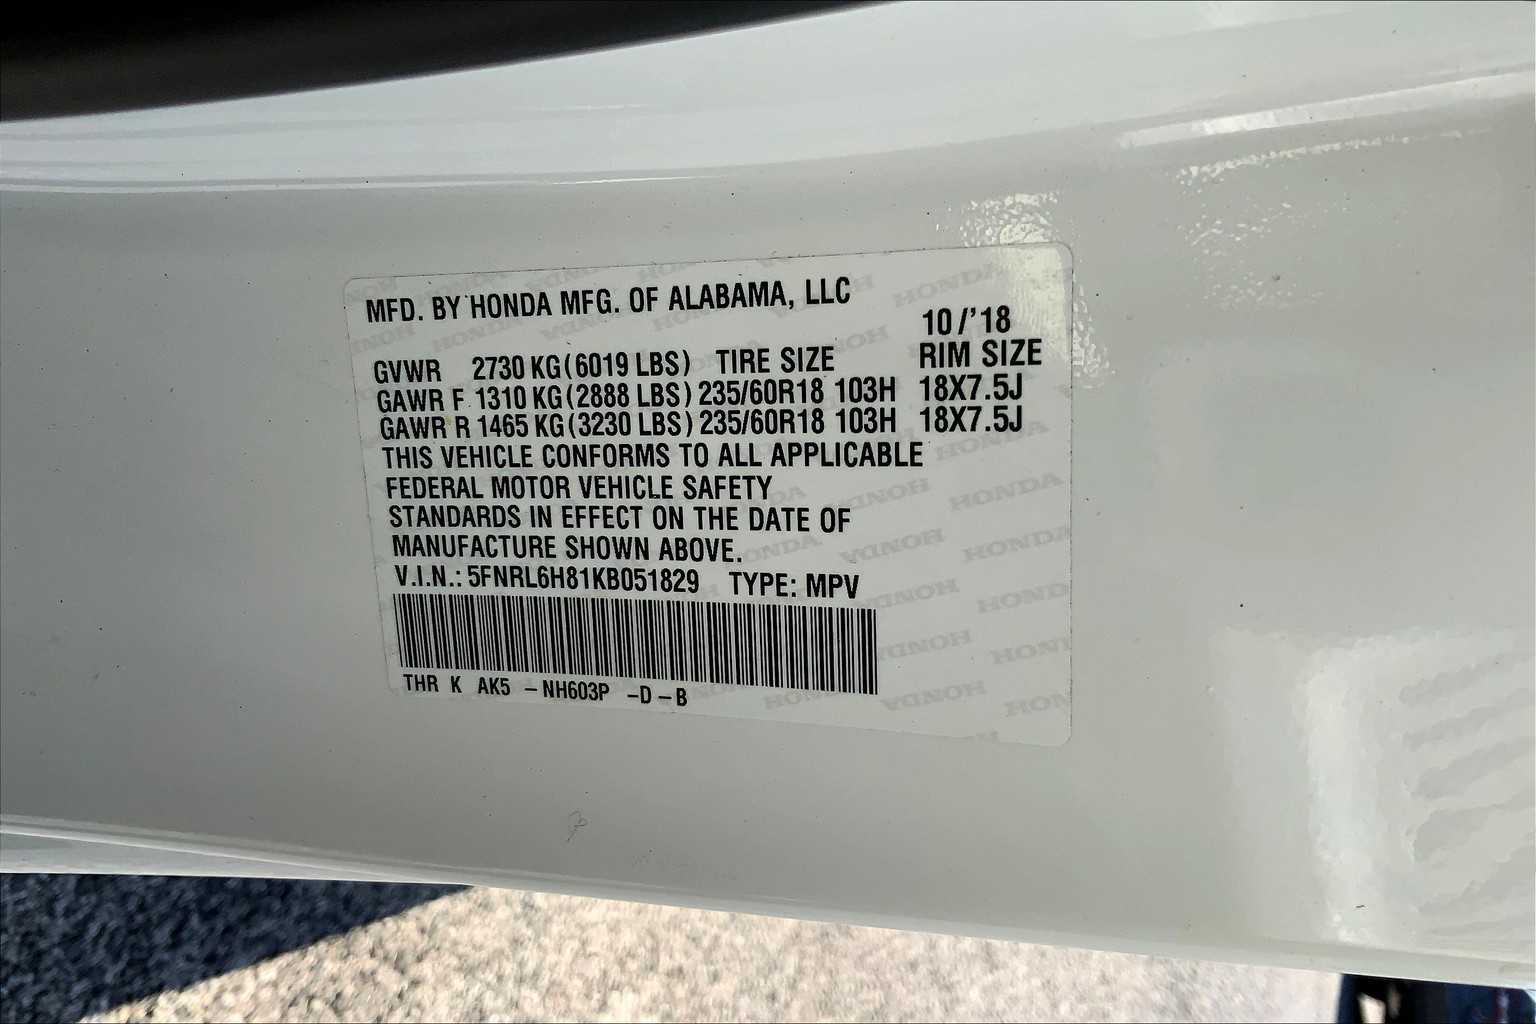 MFD. BY HONDA MFG. OF ALABAMA, LLC
10/'18
GVWR 2730 KG (6019 LBS) TIRE SIZE RIM SIZE
GAWR F 1310 KG (2888 LBS) 235/60R18 103H 18X7.5J
GAWR R 1465 KG (3230 LBS) 235/60R18 103H 18X7.5J
THIS VEHICLE CONFORMS TO ALL APPLICABLE
FEDERAL MOTOR VEHICLE SAFETY
STANDARDS IN EFFECT ON THE DATE OF
MANUFACTURE SHOWN ABOVE.
V.I.N.: 5FNRL6H81KB051829 TYPE: MPV
THR K AK5 -NH603P -D-B